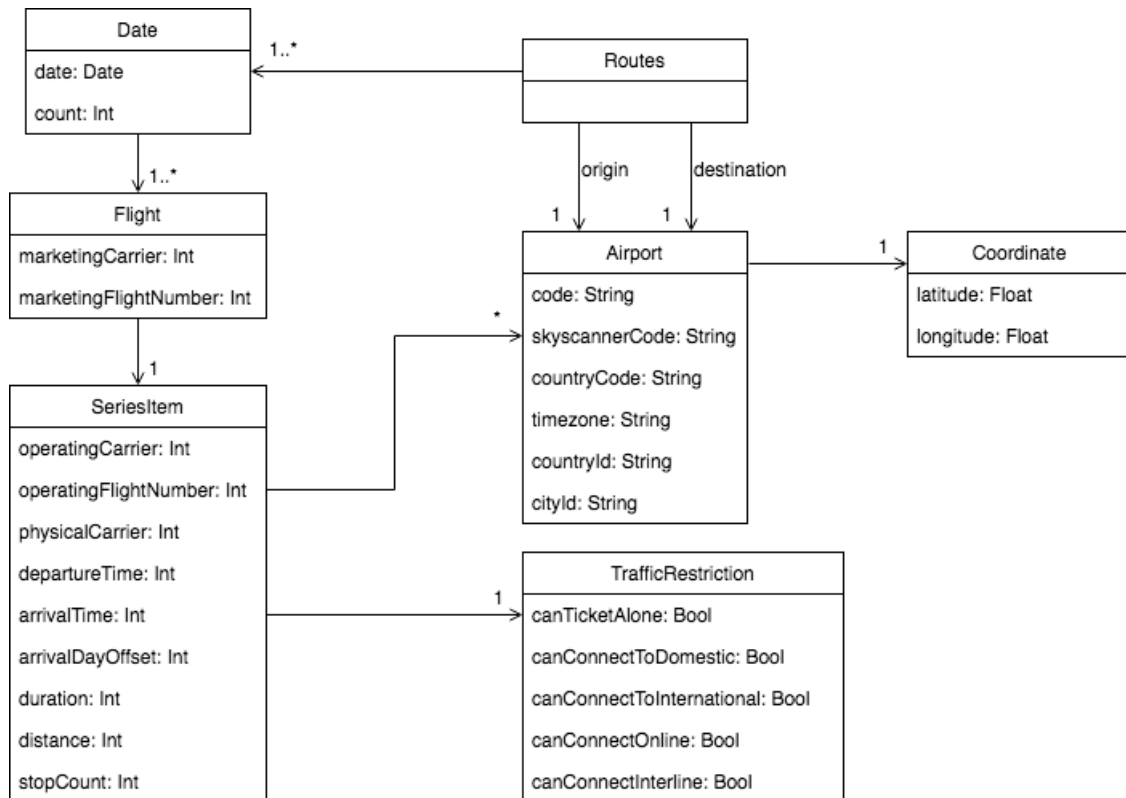 Date
date: Date
count: Int
1..*
Routes
origin
destination
1..*
1
1
Flight
marketingCarrier: Int
marketingFlightNumber: Int
1
Airport
code: String
skyscannerCode: String
countryCode: String
timezone: String
countryId: String
cityId: String
1
Coordinate
latitude: Float
longitude: Float
*
SeriesItem
operatingCarrier: Int
operatingFlightNumber: Int
physicalCarrier: Int
departureTime: Int
arrivalTime: Int
arrivalDayOffset: Int
duration: Int
distance: Int
stopCount: Int
1
TrafficRestriction
canTicketAlone: Bool
canConnectToDomestic: Bool
canConnectToInternational: Bool
canConnectOnline: Bool
canConnectInterline: Bool